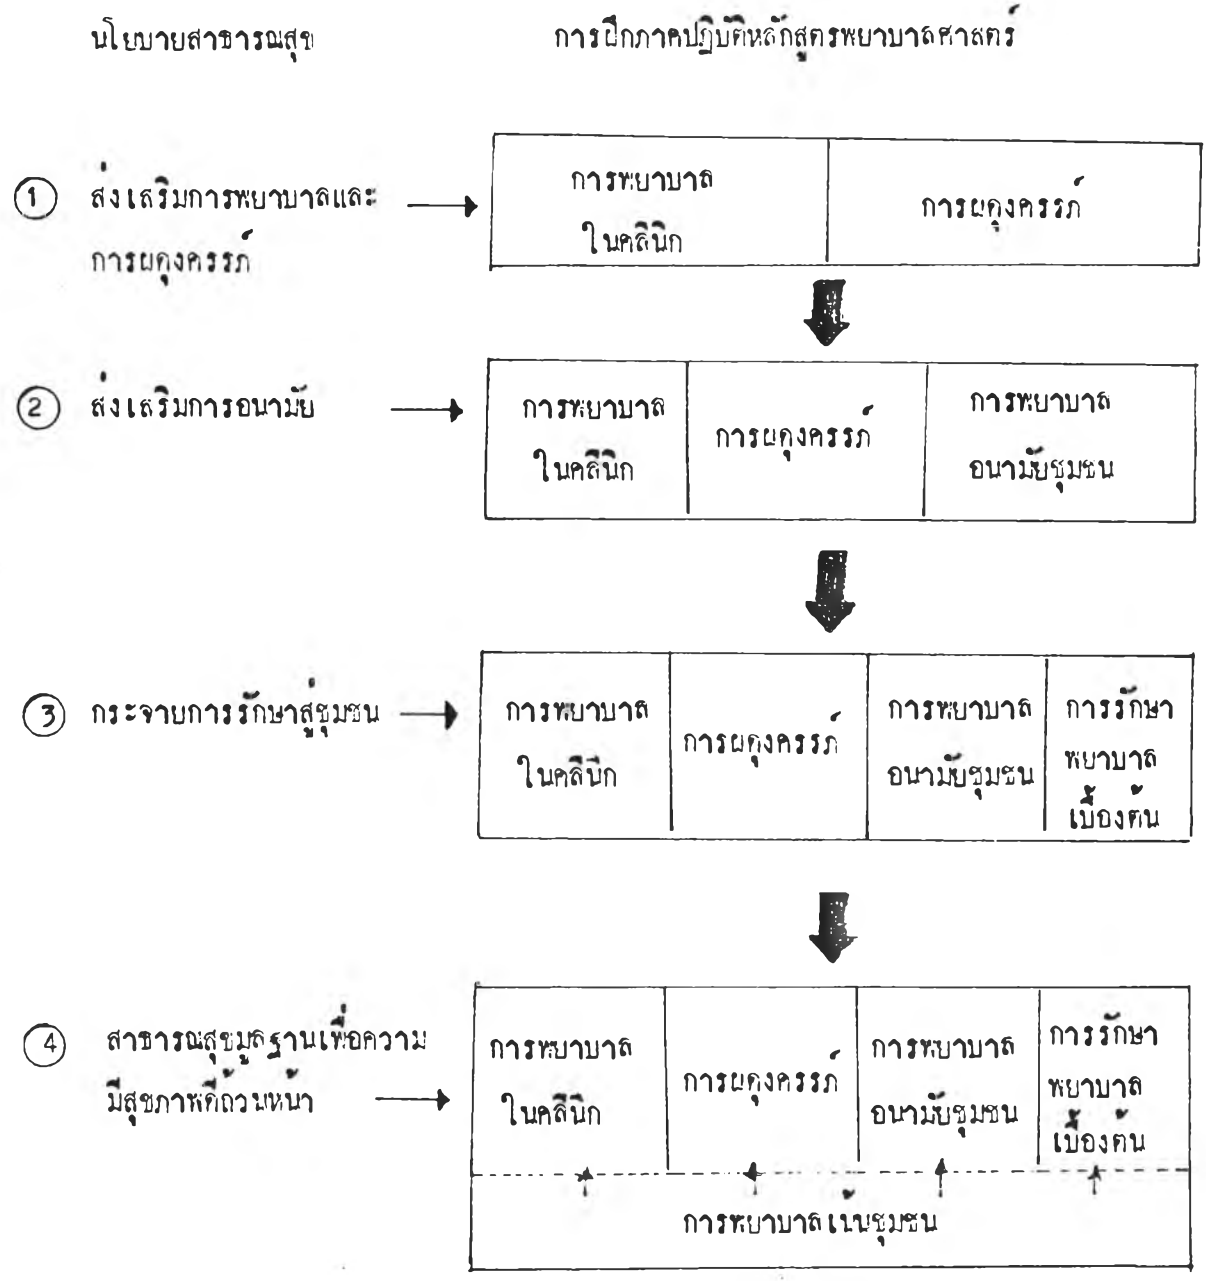 นโยบายสาธารณสุข
การฝึกภาคปฏิบัติหลักสูตรพยาบาลศาสตร์
1 ส่งเสริมการพยาบาลและ
การผดุงครรภ์
การพยาบาล
ในคลินิก
การผดุงครรภ์
2 ส่งเสริมการอนามัย
การพยาบาล
ในคลินิก
การผดุงครรภ์
การพยาบาล
อนามัยชุมชน
3 กระจายการรักษาสู่ชุมชน
การพยาบาล
ในคลินิก
การผดุงครรภ์
การพยาบาล
อนามัยชุมชน
การรักษา
พยาบาล
เบื้องต้น
4 สาธารณสุขมูลฐานเพื่อความ
มีสุขภาพดีถ้วนหน้า
การพยาบาล
ในคลินิก
การผดุงครรภ์
การพยาบาล
อนามัยชุมชน
การรักษา
พยาบาล
เบื้องต้น
การพยาบาลเน้นชุมชน